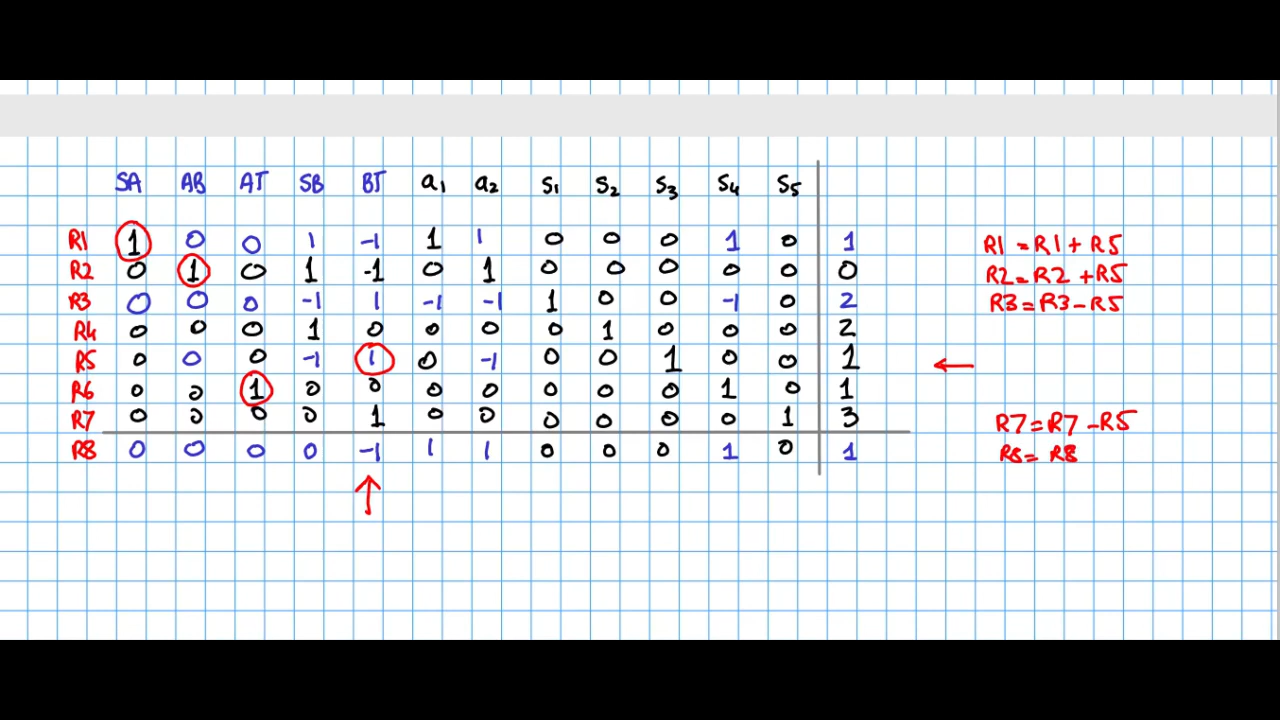 SA AB AT SB BT a1 a2 S1 S2 S3 S4 S5
R1 1 0 0 1 -1 1 1 0 0 0 1 0 1 R1 = R1 + R5
R2 0 1 0 1 -1 0 1 0 0 0 0 0 0 R2 = R2 + R5
R3 0 0 0 -1 1 -1 -1 1 0 0 -1 0 2 R3 = R3 - R5
R4 0 0 0 1 0 0 0 0 1 0 0 0 2
R5 0 0 0 -1 1 0 -1 0 0 1 0 0 1 ←
R6 0 0 1 0 0 0 0 0 0 0 1 0 1
R7 0 0 0 0 1 0 0 0 0 0 0 1 3 R7 = R7 - R5
R8 0 0 0 0 -1 1 1 0 0 0 1 0 1 R8 = R8
↑